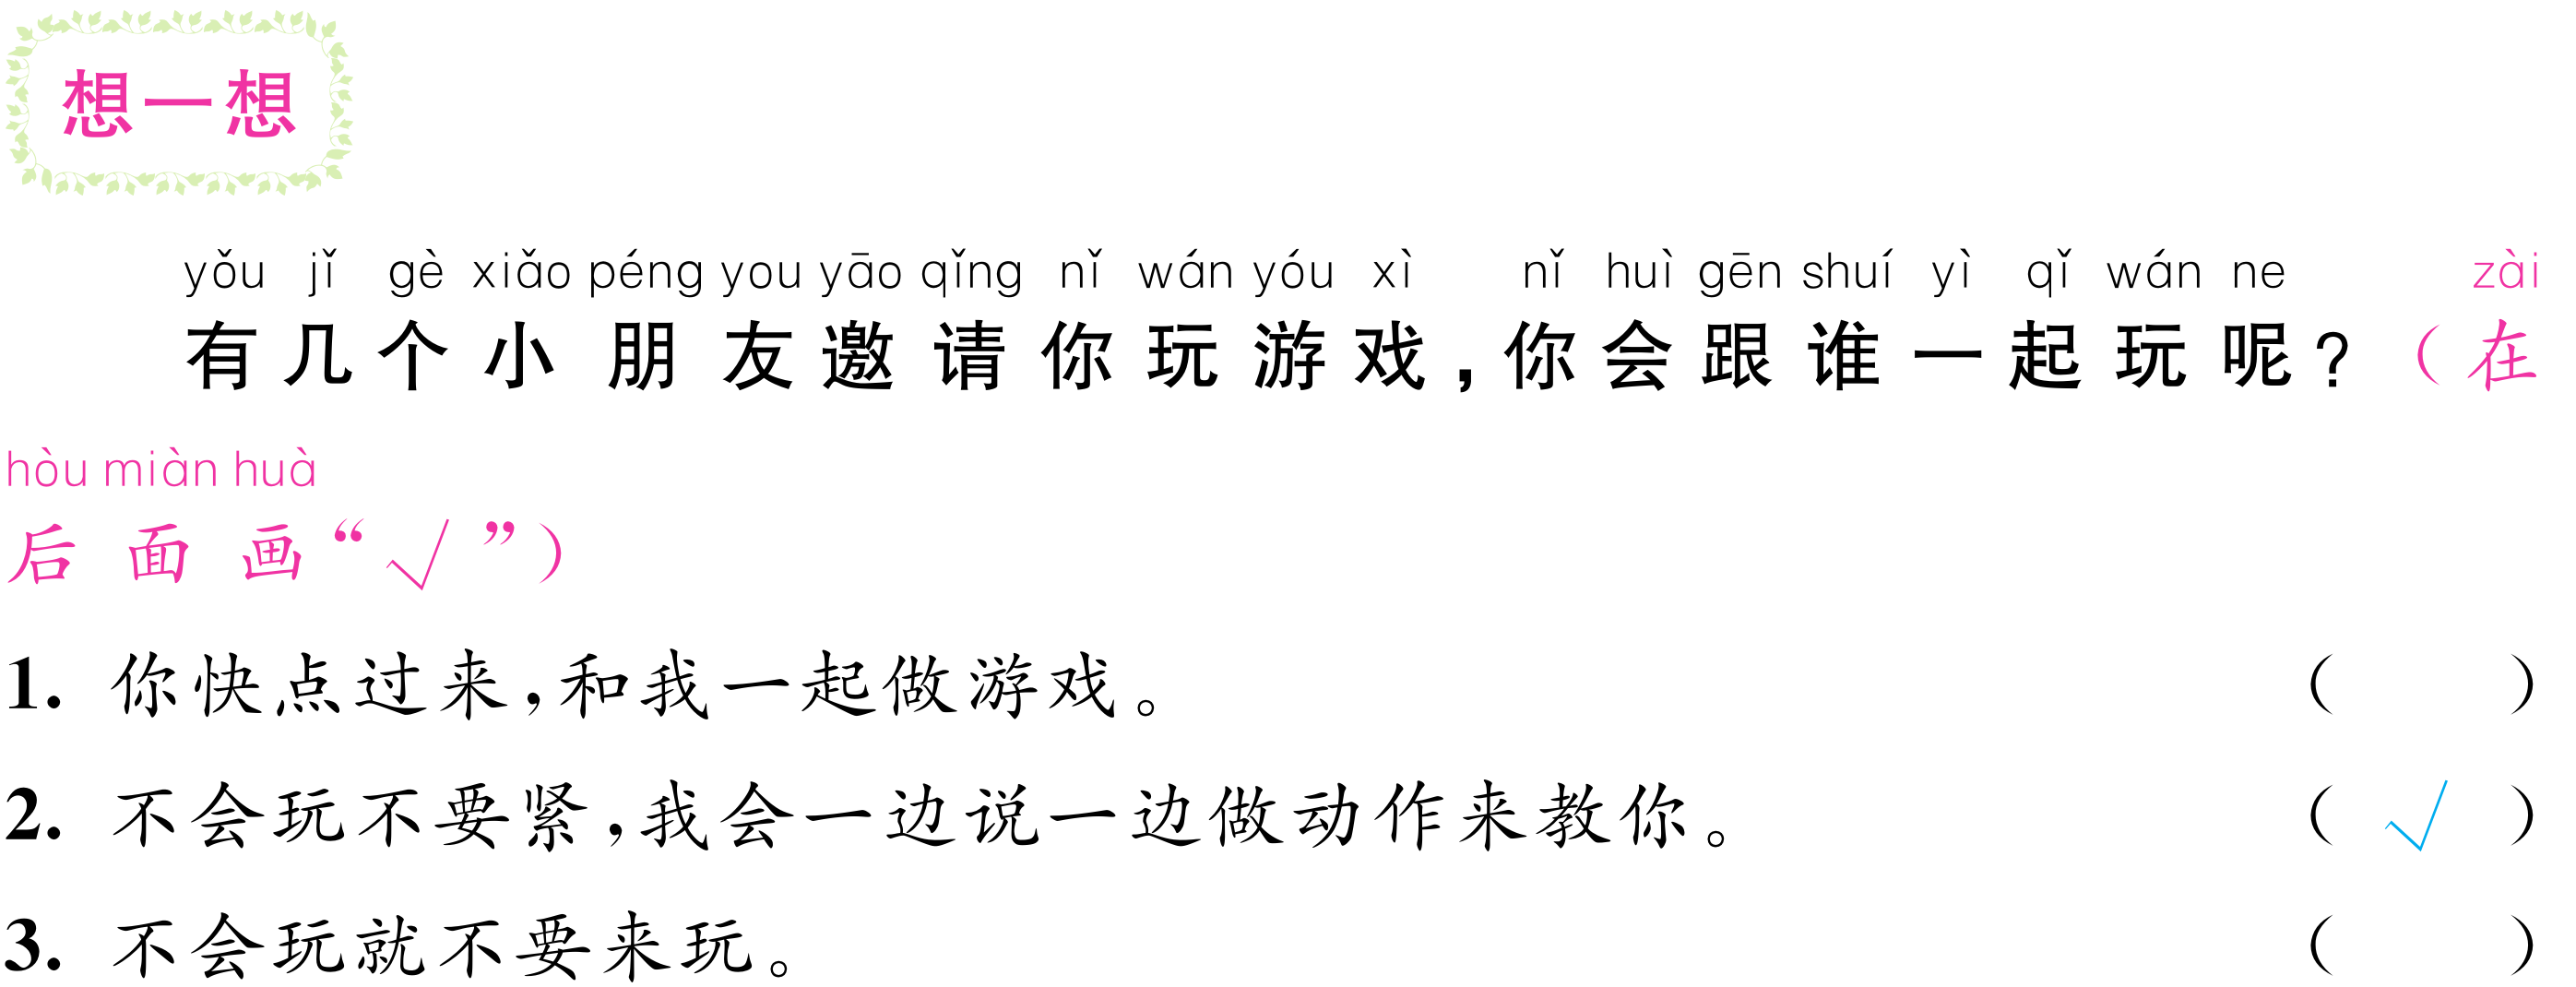 想一想
yǒu jǐ gè xiǎo péng you yāo qǐng nǐ wán yóu xì nǐ huì gēn shuí yì qǐ wán ne zài
有几个小朋友邀请你玩游戏,你会跟谁一起玩呢?(在
hòu miàn huà
后面画“√”)
1. 你快点过来,和我一起做游戏。 ( )
2. 不会玩不要紧,我会一边说一边做动作来教你。 ( √ )
3. 不会玩就不要来玩。 ( )